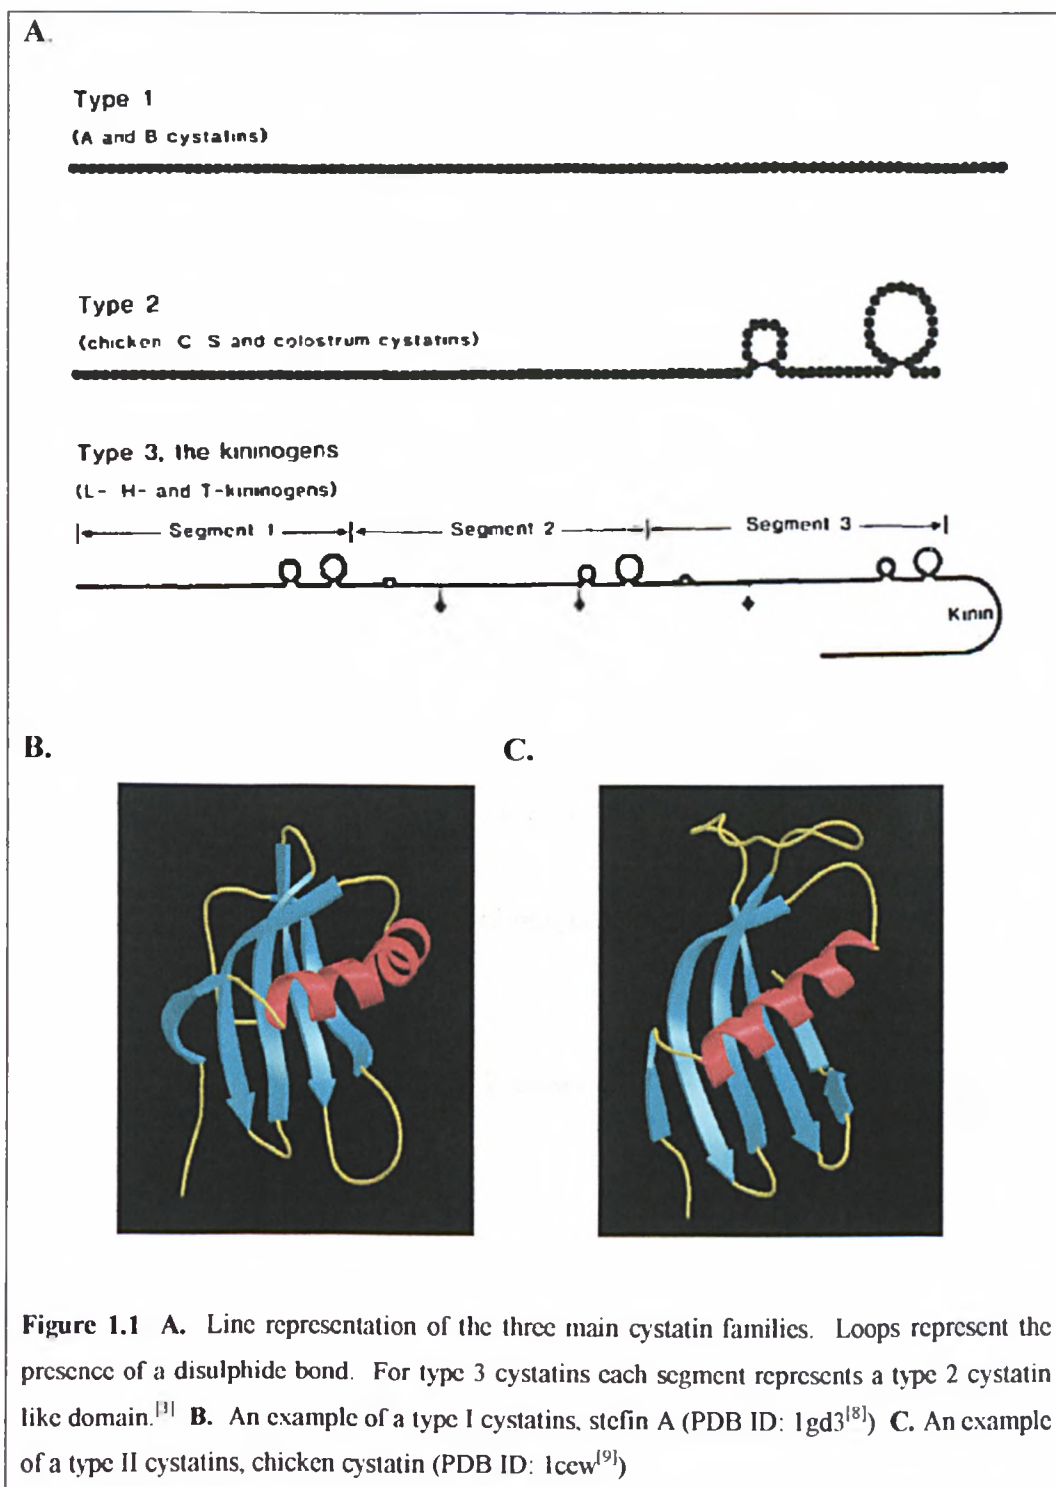 A.
Type 1
(A and B cystatins)
Type 2
(chicken C S and colostrum cystatins)
Type 3, the kininogens
(L- H- and T-kininogens)
Segment 1 Segment 2 Segment 3
Kinin
B. C.
Figure 1.1 A. Line representation of the three main cystatin families. Loops represent the
presence of a disulphide bond. For type 3 cystatins each segment represents a type 2 cystatin
like domain.[3] B. An example of a type I cystatins, stefin A (PDB ID: 1gd3[8]) C. An example
of a type II cystatins, chicken cystatin (PDB ID: 1cew[9])